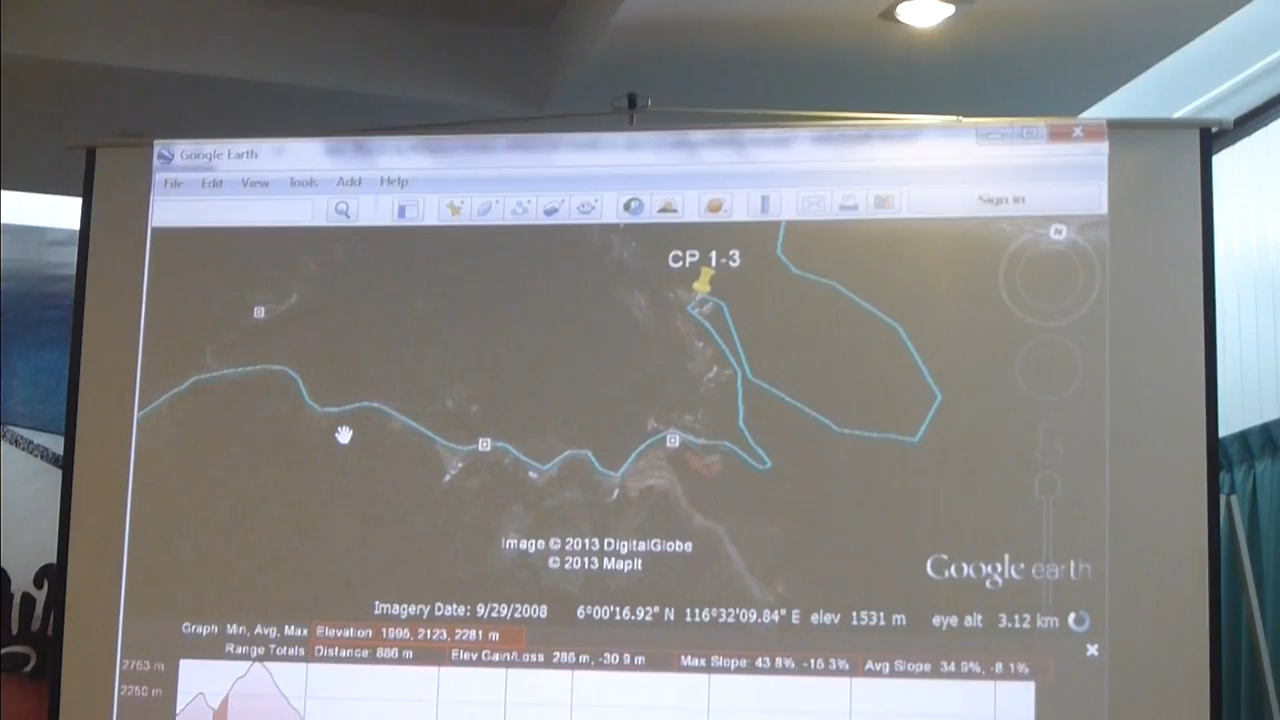 Google Earth
File Edit View Tools Add Help
Sign in
N
CP 1-3
Image © 2013 DigitalGlobe
© 2013 MapIt
Google earth
Imagery Date: 9/29/2008 6°00'16.92" N 116°32'09.84" E elev 1531 m eye alt 3.12 km
Graph: Min, Avg, Max Elevation: 1995, 2123, 2281 m
Range Totals: Distance: 886 m Elev Gain/Loss: 286 m, -30.9 m Max Slope: 43.8%, -15.3% Avg Slope: 34.9%, -8.1%
2763 m
2250 m